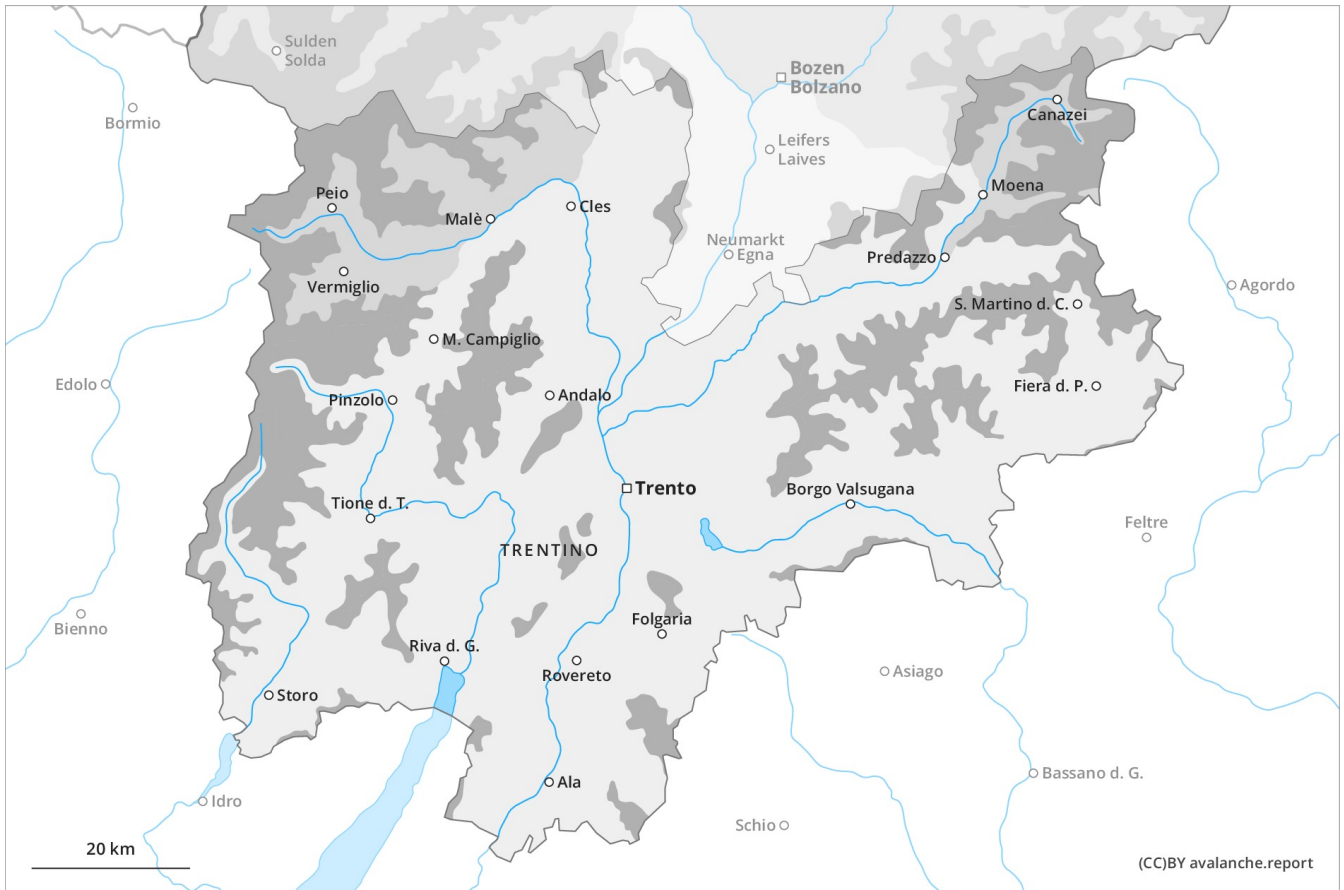 Sulden
Solda
Bozen
Bolzano
Bormio
Canazei
Leifers
Laives
Peio
Moena
Malè
Cles
Neumarkt
Egna
Predazzo
Vermiglio
Agordo
S. Martino d. C.
M. Campiglio
Edolo
Fiera d. P.
Pinzolo
Andalo
Trento
Borgo Valsugana
Tione d. T.
Feltre
TRENTINO
Folgaria
Bienno
Riva d. G.
Rovereto
Asiago
Storo
Bassano d. G.
Ala
Idro
Schio
20 km
(CC)BY avalanche.report